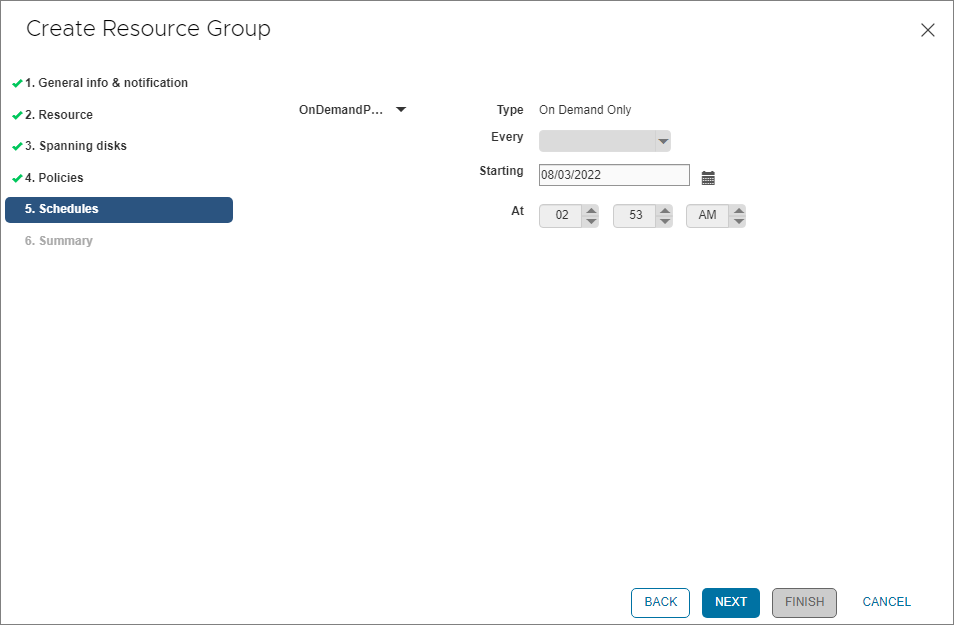 Create Resource Group
1. General info & notification
2. Resource
3. Spanning disks
4. Policies
5. Schedules
6. Summary
OnDemandP...
Type On Demand Only
Every
Starting 08/03/2022
At 02 53 AM
BACK NEXT FINISH CANCEL